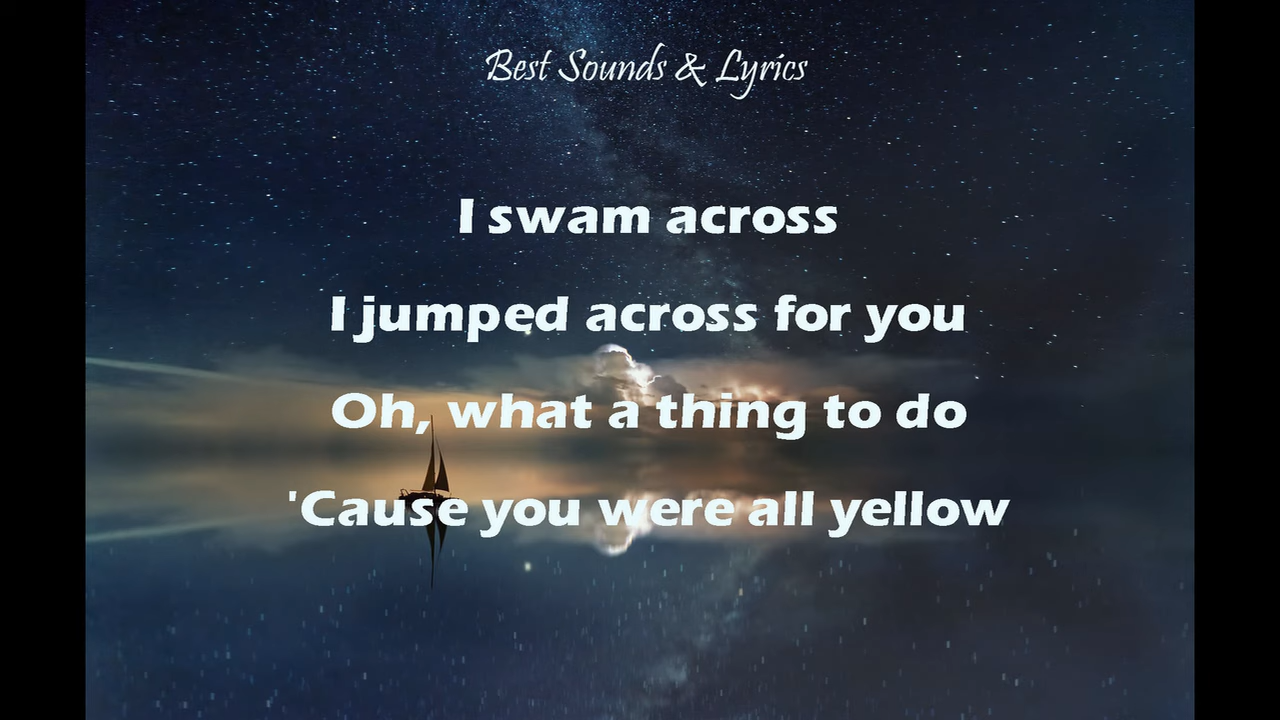 Best Sounds & Lyrics
I swam across
I jumped across for you
Oh, what a thing to do
'Cause you were all yellow